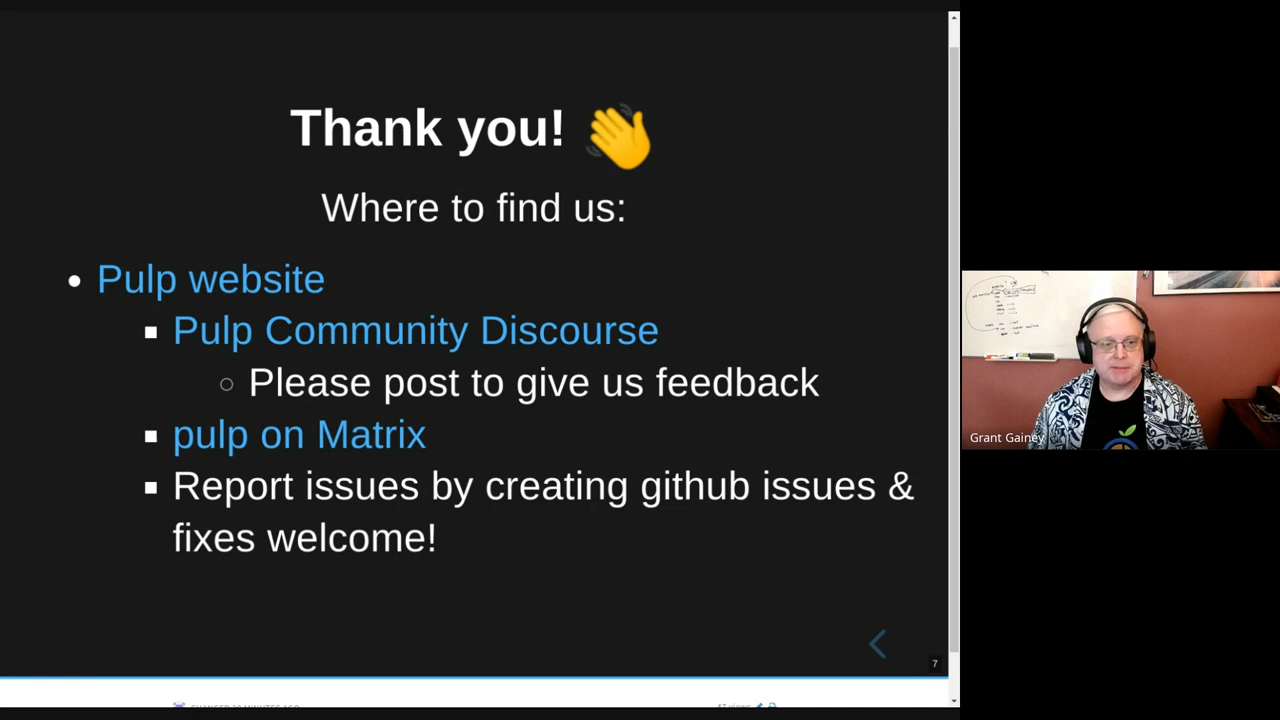 Thank you! 👋
Where to find us:
Pulp website
Pulp Community Discourse
Please post to give us feedback
pulp on Matrix
Report issues by creating github issues &
fixes welcome!
7
Grant Gainey